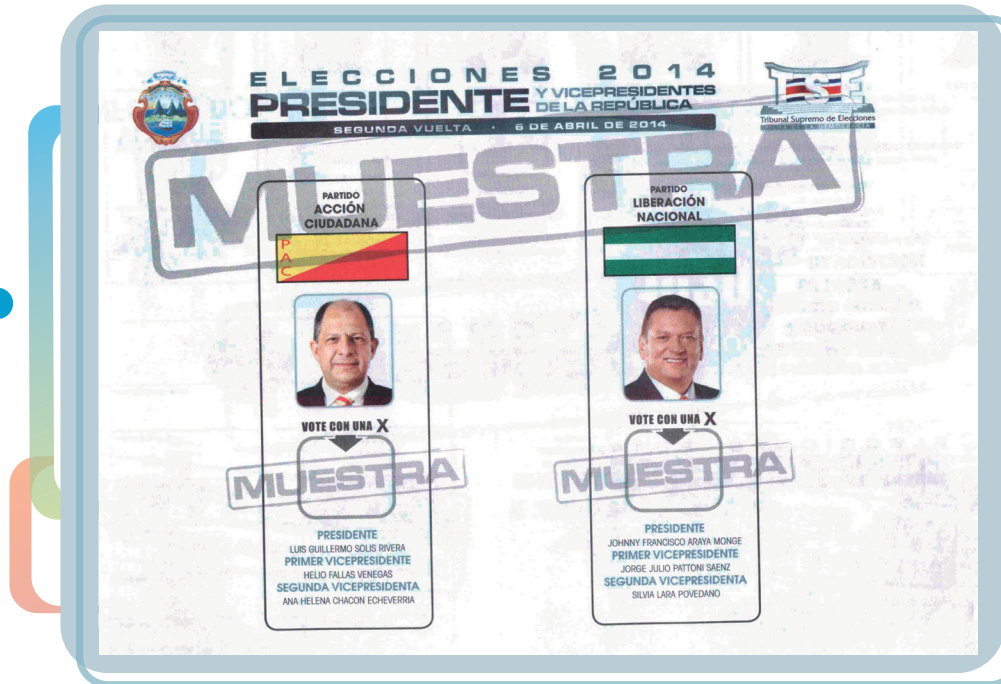 ELECCIONES 2014
PRESIDENTE Y VICEPRESIDENTES
DE LA REPÚBLICA
SEGUNDA VUELTA · 6 DE ABRIL DE 2014
TSE
Tribunal Supremo de Elecciones
MUESTRA
PARTIDO
ACCIÓN
CIUDADANA
PAC
VOTE CON UNA X
MUESTRA
PRESIDENTE
LUIS GUILLERMO SOLIS RIVERA
PRIMER VICEPRESIDENTE
HELIO FALLAS VENEGAS
SEGUNDA VICEPRESIDENTA
ANA HELENA CHACON ECHEVERRIA
PARTIDO
LIBERACIÓN
NACIONAL
VOTE CON UNA X
MUESTRA
PRESIDENTE
JOHNNY FRANCISCO ARAYA MONGE
PRIMER VICEPRESIDENTE
JORGE JULIO PATTONI SAENZ
SEGUNDA VICEPRESIDENTA
SILVIA LARA POVEDANO